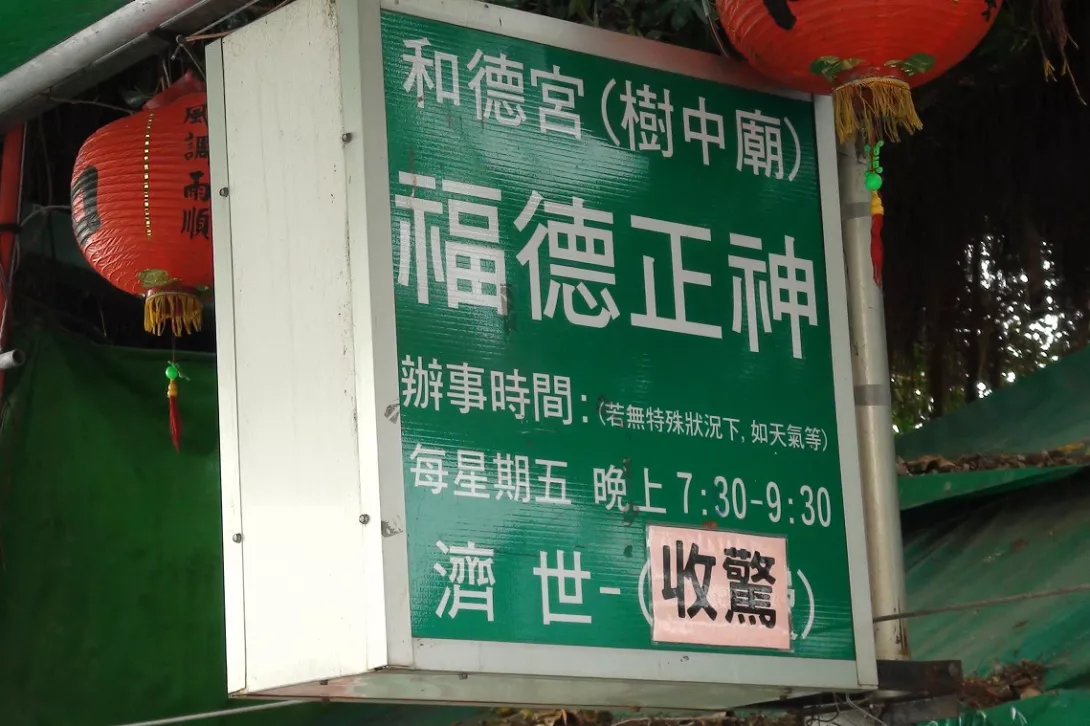 和德宮(樹中廟)
福德正神
辦事時間:(若無特殊狀況下,如天氣等)
每星期五 晚上7:30-9:30
濟 世-(收驚)
風調雨順